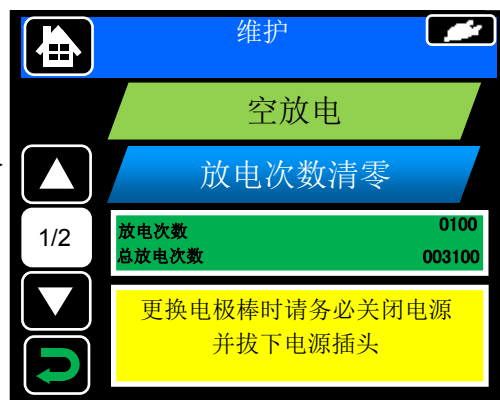 维护
空放电
放电次数清零
1/2
放电次数 0100
总放电次数 003100
更换电极棒时请务必关闭电源
并拔下电源插头